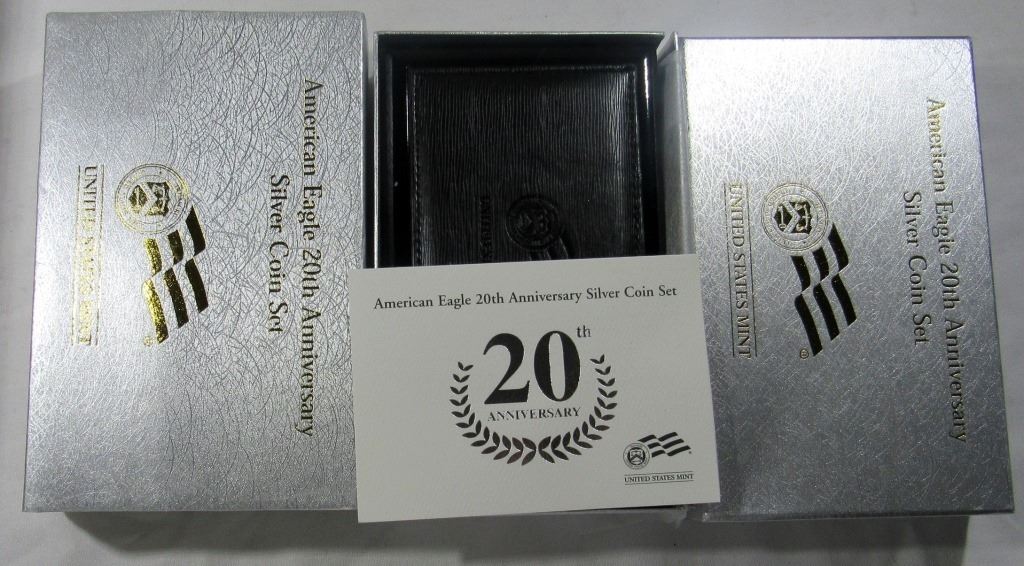 American Eagle 20th Anniversary
Silver Coin Set
UNITED STATES MINT
American Eagle 20th Anniversary Silver Coin Set
20th
ANNIVERSARY
UNITED STATES MINT
American Eagle 20th Anniversary
Silver Coin Set
UNITED STATES MINT
®